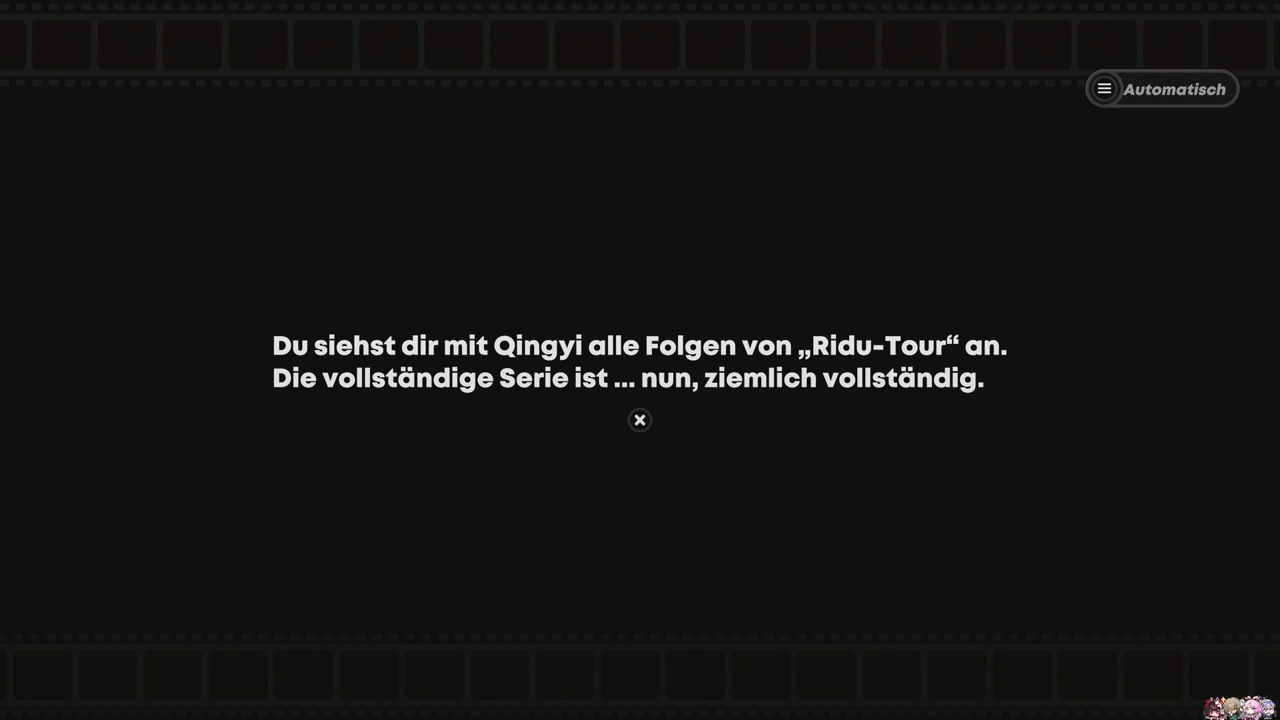 Automatisch
Du siehst dir mit Qingyi alle Folgen von „Ridu-Tour“ an.
Die vollständige Serie ist ... nun, ziemlich vollständig.